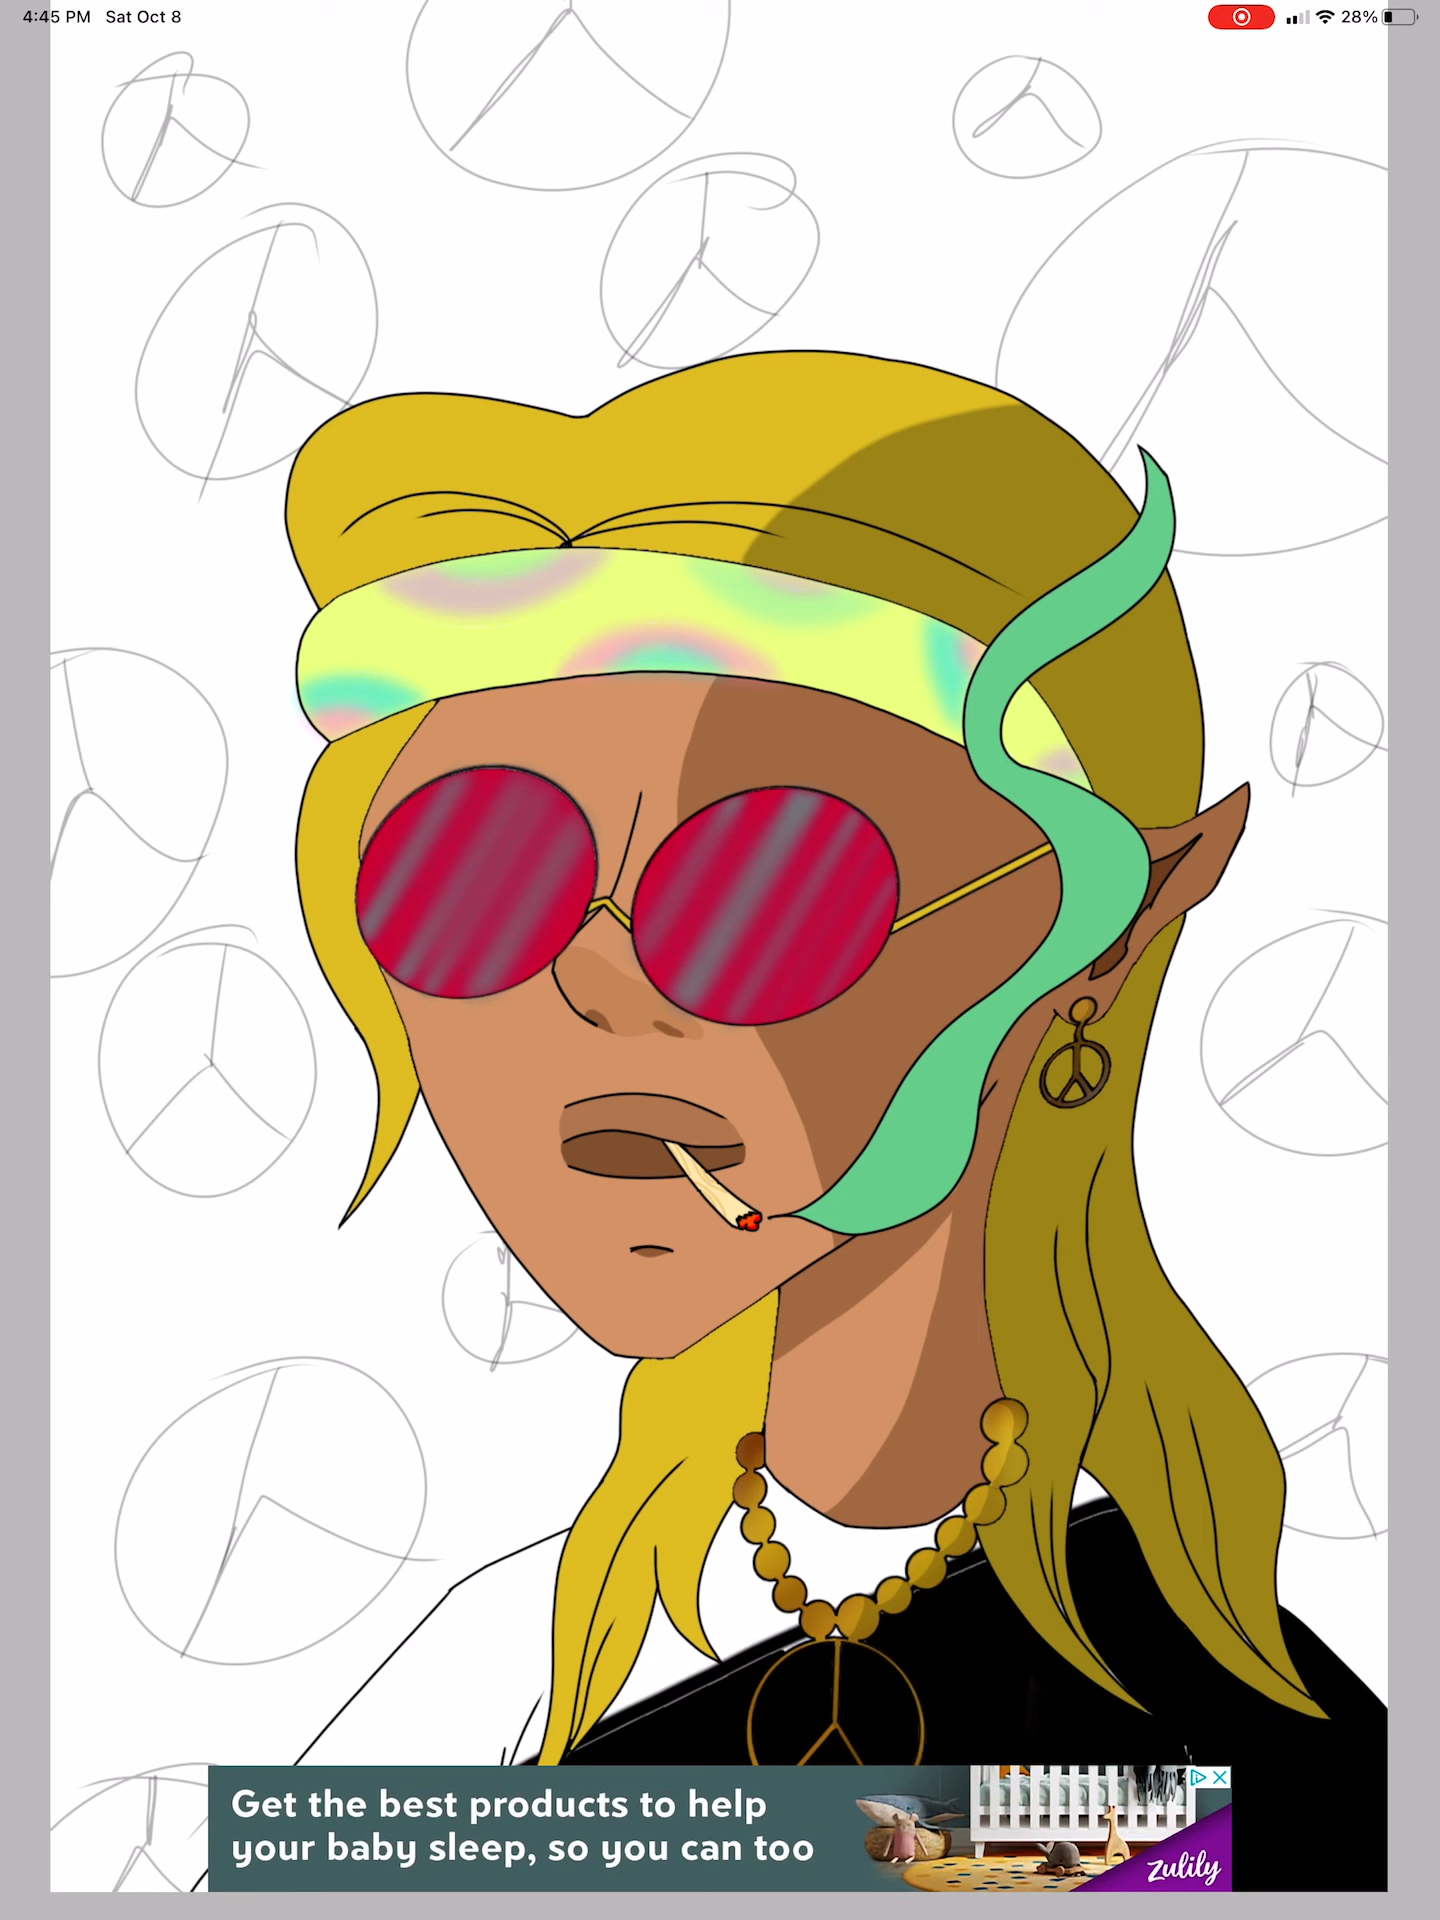 4:45 PM Sat Oct 8
28%
Get the best products to help
your baby sleep, so you can too
zulily